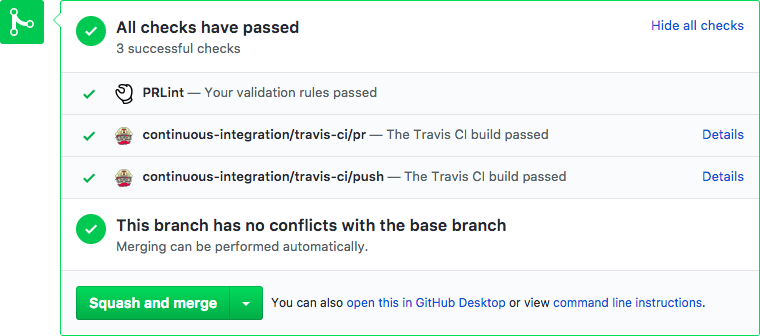 All checks have passed
Hide all checks
3 successful checks
PRLint — Your validation rules passed
continuous-integration/travis-ci/pr — The Travis CI build passed
Details
continuous-integration/travis-ci/push — The Travis CI build passed
Details
This branch has no conflicts with the base branch
Merging can be performed automatically.
Squash and merge
You can also open this in GitHub Desktop or view command line instructions.